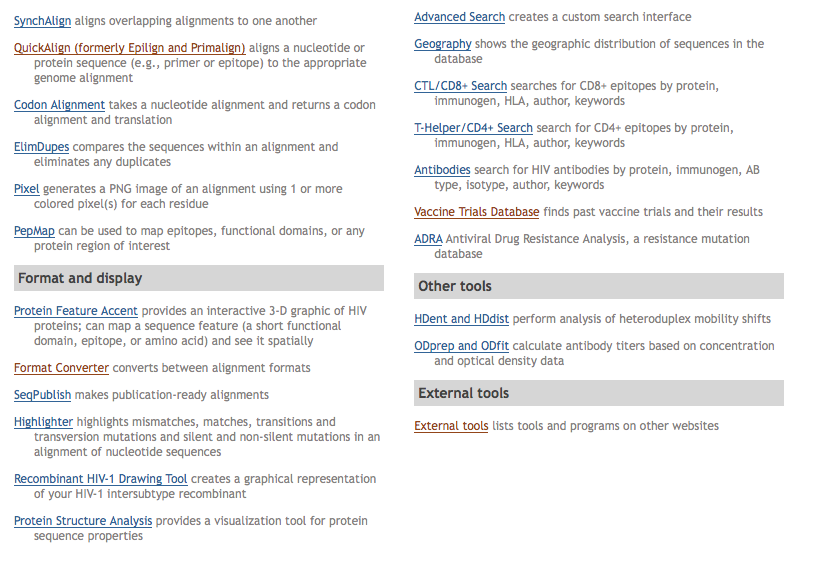 SynchAlign aligns overlapping alignments to one another
QuickAlign (formerly Epilign and Primalign) aligns a nucleotide or
protein sequence (e.g., primer or epitope) to the appropriate
genome alignment
Codon Alignment takes a nucleotide alignment and returns a codon
alignment and translation
ElimDupes compares the sequences within an alignment and
eliminates any duplicates
Pixel generates a PNG image of an alignment using 1 or more
colored pixel(s) for each residue
PepMap can be used to map epitopes, functional domains, or any
protein region of interest
Format and display
Protein Feature Accent provides an interactive 3-D graphic of HIV
proteins; can map a sequence feature (a short functional
domain, epitope, or amino acid) and see it spatially
Format Converter converts between alignment formats
SeqPublish makes publication-ready alignments
Highlighter highlights mismatches, matches, transitions and
transversion mutations and silent and non-silent mutations in an
alignment of nucleotide sequences
Recombinant HIV-1 Drawing Tool creates a graphical representation
of your HIV-1 intersubtype recombinant
Protein Structure Analysis provides a visualization tool for protein
sequence properties
Advanced Search creates a custom search interface
Geography shows the geographic distribution of sequences in the
database
CTL/CD8+ Search searches for CD8+ epitopes by protein,
immunogen, HLA, author, keywords
T-Helper/CD4+ Search search for CD4+ epitopes by protein,
immunogen, HLA, author, keywords
Antibodies search for HIV antibodies by protein, immunogen, AB
type, isotype, author, keywords
Vaccine Trials Database finds past vaccine trials and their results
ADRA Antiviral Drug Resistance Analysis, a resistance mutation
database
Other tools
HDent and HDdist perform analysis of heteroduplex mobility shifts
ODprep and ODfit calculate antibody titers based on concentration
and optical density data
External tools
External tools lists tools and programs on other websites